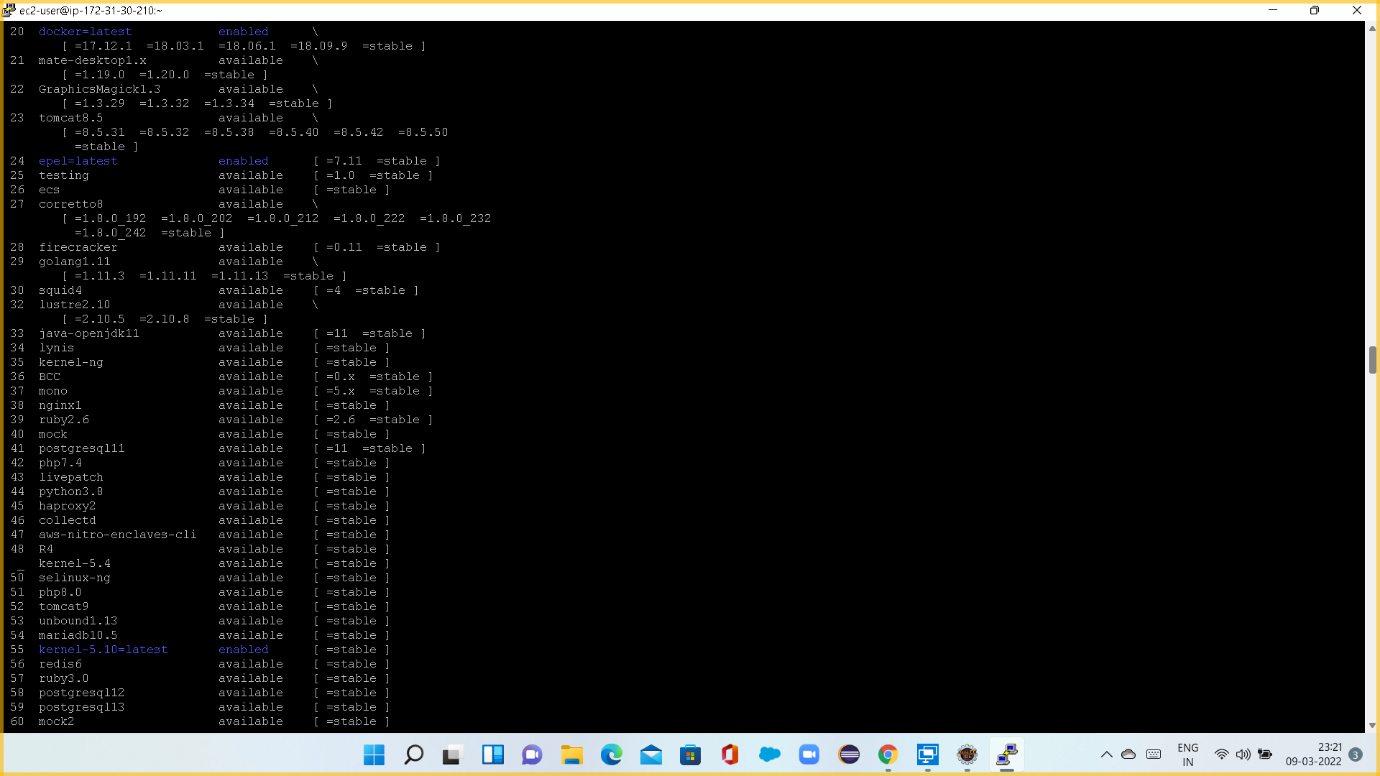 ec2-user@ip-172-31-30-210:~
20 docker=latest enabled \
[ =17.12.1 =18.03.1 =18.06.1 =18.09.9 =stable ]
21 mate-desktop1.x available \
[ =1.19.0 =1.20.0 =stable ]
22 GraphicsMagick1.3 available \
[ =1.3.29 =1.3.32 =1.3.34 =stable ]
23 tomcat8.5 available \
[ =8.5.31 =8.5.32 =8.5.38 =8.5.40 =8.5.42 =8.5.50
=stable ]
24 epel=latest enabled [ =7.11 =stable ]
25 testing available [ =1.0 =stable ]
26 ecs available [ =stable ]
27 corretto8 available \
[ =1.8.0_192 =1.8.0_202 =1.8.0_212 =1.8.0_222 =1.8.0_232
=1.8.0_242 =stable ]
28 firecracker available [ =0.11 =stable ]
29 golang1.11 available \
[ =1.11.3 =1.11.11 =1.11.13 =stable ]
30 squid4 available [ =4 =stable ]
32 lustre2.10 available \
[ =2.10.5 =2.10.8 =stable ]
33 java-openjdk11 available [ =11 =stable ]
34 lynis available [ =stable ]
35 kernel-ng available [ =stable ]
36 BCC available [ =0.x =stable ]
37 mono available [ =5.x =stable ]
38 nginx1 available [ =stable ]
39 ruby2.6 available [ =2.6 =stable ]
40 mock available [ =stable ]
41 postgresql11 available [ =11 =stable ]
42 php7.4 available [ =stable ]
43 livepatch available [ =stable ]
44 python3.8 available [ =stable ]
45 haproxy2 available [ =stable ]
46 collectd available [ =stable ]
47 aws-nitro-enclaves-cli available [ =stable ]
48 R4 available [ =stable ]
_ kernel-5.4 available [ =stable ]
50 selinux-ng available [ =stable ]
51 php8.0 available [ =stable ]
52 tomcat9 available [ =stable ]
53 unbound1.13 available [ =stable ]
54 mariadb10.5 available [ =stable ]
55 kernel-5.10=latest enabled [ =stable ]
56 redis6 available [ =stable ]
57 ruby3.0 available [ =stable ]
58 postgresql12 available [ =stable ]
59 postgresql13 available [ =stable ]
60 mock2 available [ =stable ]
ENG
IN
23:21
09-03-2022
3